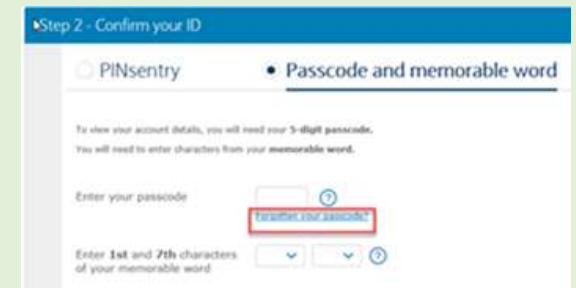 Step 2 - Confirm your ID
PINsentry
Passcode and memorable word
To view your account details, you will need your 5-digit passcode.
You will need to enter characters from your memorable word.
Enter your passcode
?
Forgotten your passcode?
Enter 1st and 7th characters
of your memorable word
?